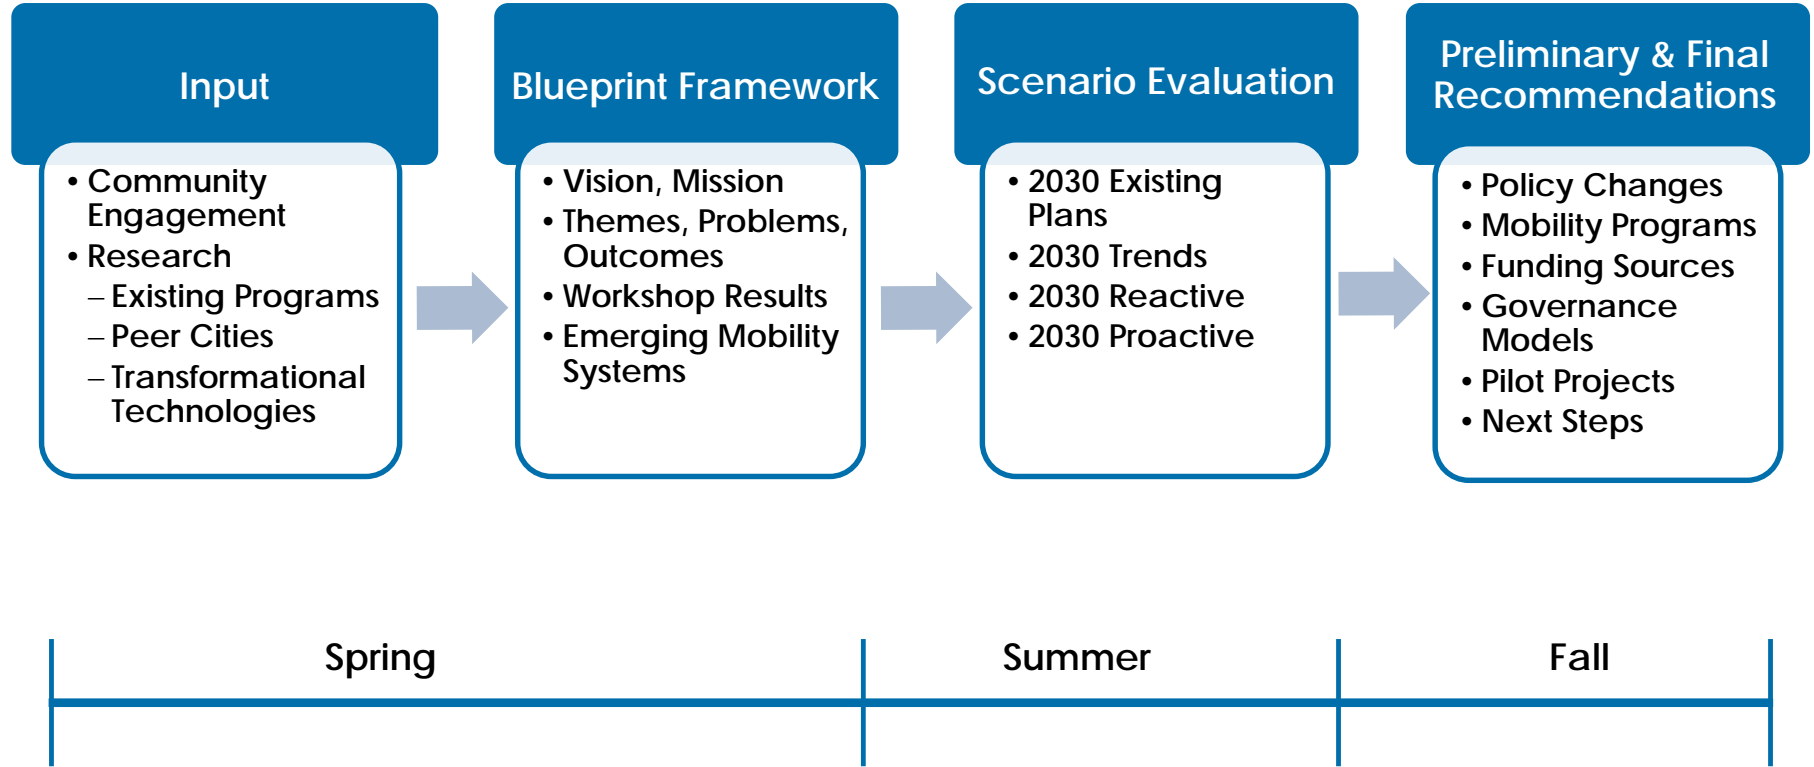 Input
• Community
Engagement
• Research
– Existing Programs
– Peer Cities
– Transformational
Technologies
Blueprint Framework
• Vision, Mission
• Themes, Problems,
Outcomes
• Workshop Results
• Emerging Mobility
Systems
Scenario Evaluation
• 2030 Existing
Plans
• 2030 Trends
• 2030 Reactive
• 2030 Proactive
Preliminary & Final
Recommendations
• Policy Changes
• Mobility Programs
• Funding Sources
• Governance
Models
• Pilot Projects
• Next Steps
Spring
Summer
Fall